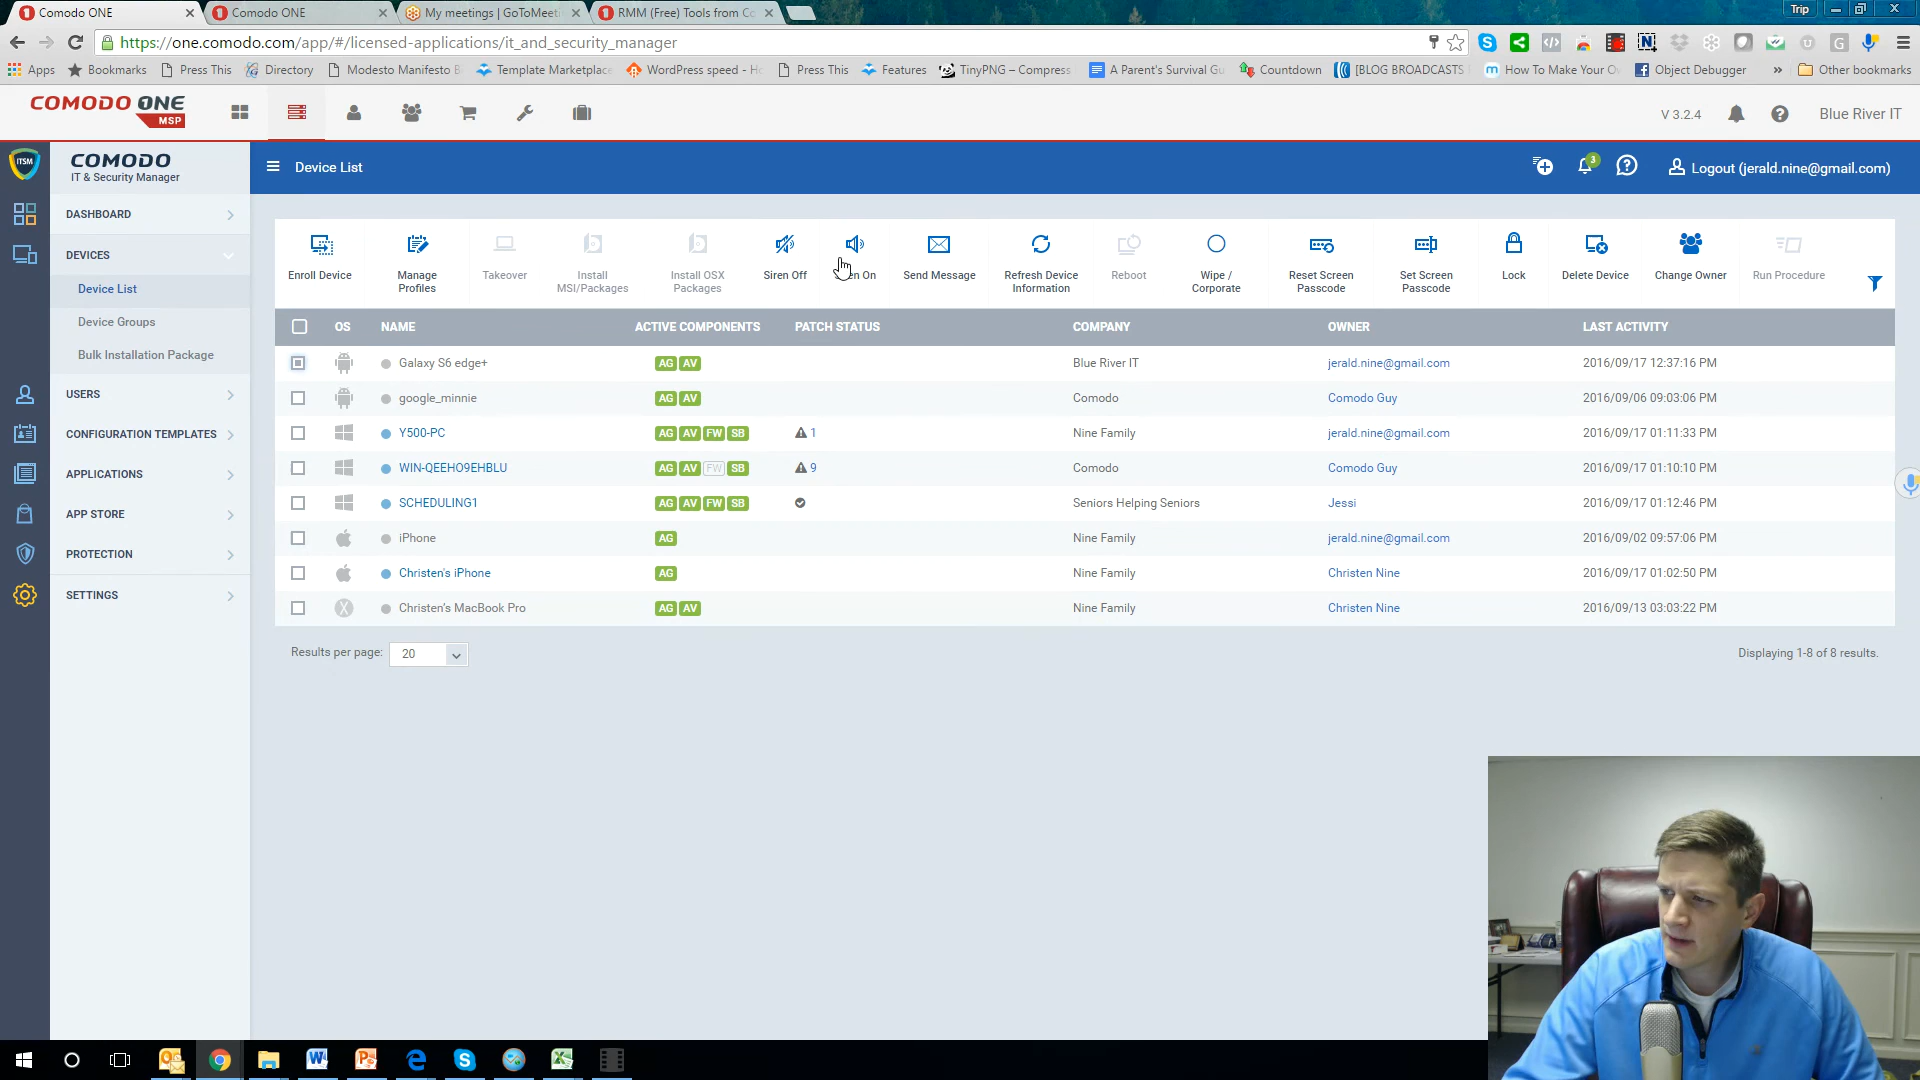 Comodo ONE
Comodo ONE
My meetings | GoToMeeti
RMM (Free) Tools from Co
Trip
https://one.comodo.com/app/#/licensed-applications/it_and_security_manager
Apps
Bookmarks
Press This
Directory
Modesto Manifesto B
Template Marketplace
WordPress speed - Ho
Press This
Features
TinyPNG – Compress
A Parent's Survival Gu
Countdown
[BLOG BROADCASTS
How To Make Your Ow
Object Debugger
»
Other bookmarks
COMODO ONE
MSP
V 3.2.4
Blue River IT
ITSM
COMODO
IT & Security Manager
Device List
3
Logout (jerald.nine@gmail.com)
DASHBOARD
DEVICES
Device List
Device Groups
Bulk Installation Package
USERS
CONFIGURATION TEMPLATES
APPLICATIONS
APP STORE
PROTECTION
SETTINGS
Enroll Device
Manage
Profiles
Takeover
Install
MSI/Packages
Install OSX
Packages
Siren Off
en On
Send Message
Refresh Device
Information
Reboot
Wipe /
Corporate
Reset Screen
Passcode
Set Screen
Passcode
Lock
Delete Device
Change Owner
Run Procedure
OS NAME ACTIVE COMPONENTS PATCH STATUS COMPANY OWNER LAST ACTIVITY
Galaxy S6 edge+ AG AV Blue River IT jerald.nine@gmail.com 2016/09/17 12:37:16 PM
google_minnie AG AV Comodo Comodo Guy 2016/09/06 09:03:06 PM
Y500-PC AG AV FW SB 1 Nine Family jerald.nine@gmail.com 2016/09/17 01:11:33 PM
WIN-QEEHO9EHBLU AG AV FW SB 9 Comodo Comodo Guy 2016/09/17 01:10:10 PM
SCHEDULING1 AG AV FW SB Seniors Helping Seniors Jessi 2016/09/17 01:12:46 PM
iPhone AG Nine Family jerald.nine@gmail.com 2016/09/02 09:57:06 PM
Christen's iPhone AG Nine Family Christen Nine 2016/09/17 01:02:50 PM
Christen's MacBook Pro AG AV Nine Family Christen Nine 2016/09/13 03:03:22 PM
Results per page: 20
Displaying 1-8 of 8 results.